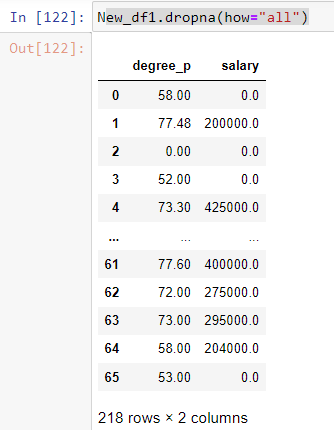 In [122]: New_df1.dropna(how="all")
Out[122]:
degree_p salary
0 58.00 0.0
1 77.48 200000.0
2 0.00 0.0
3 52.00 0.0
4 73.30 425000.0
... ... ...
61 77.60 400000.0
62 72.00 275000.0
63 73.00 295000.0
64 58.00 204000.0
65 53.00 0.0
218 rows × 2 columns